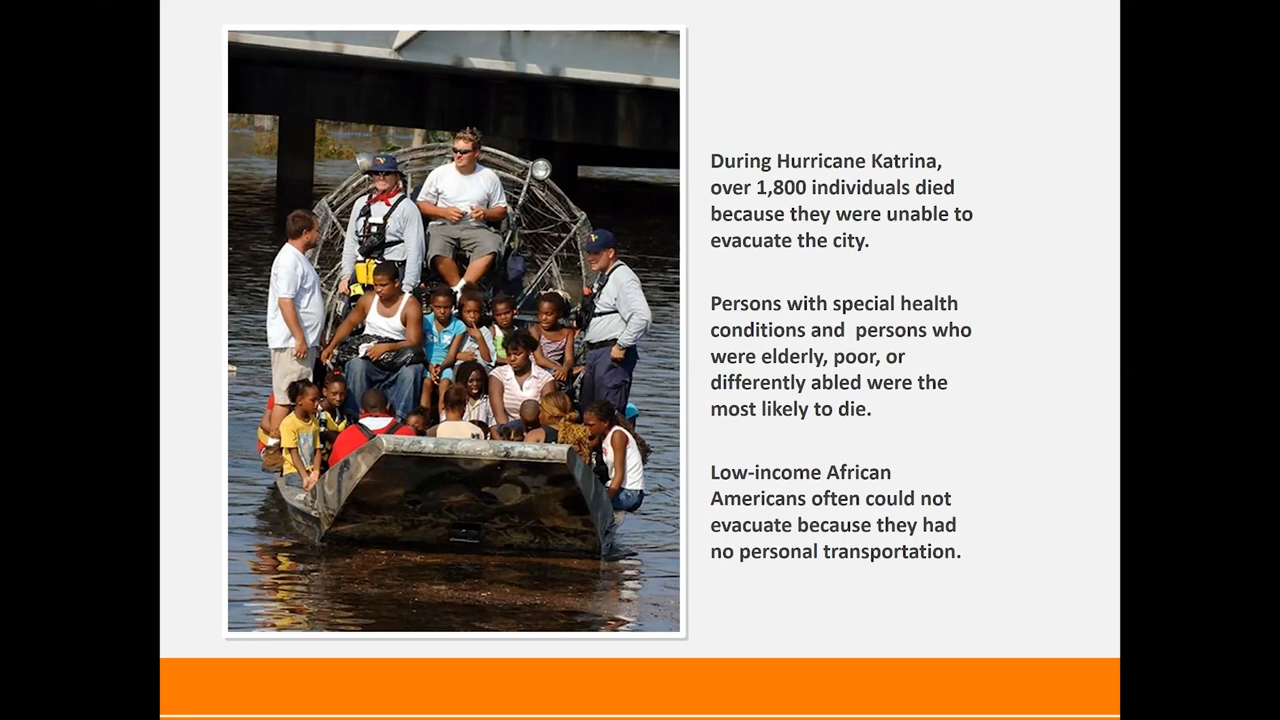 During Hurricane Katrina,
over 1,800 individuals died
because they were unable to
evacuate the city.
Persons with special health
conditions and  persons who
were elderly, poor, or
differently abled were the
most likely to die.
Low-income African
Americans often could not
evacuate because they had
no personal transportation.